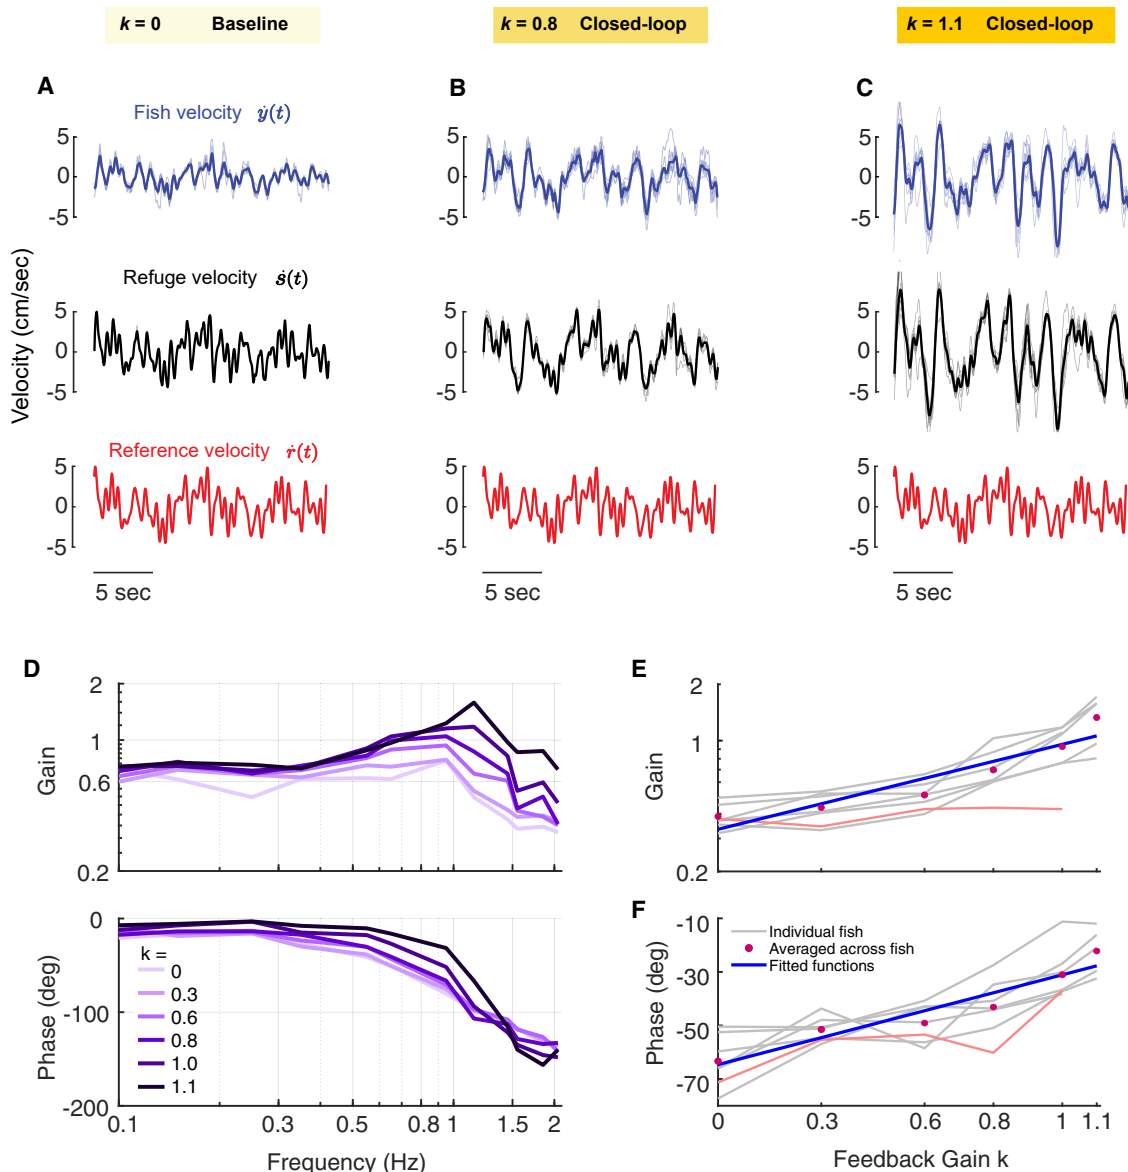 k = 0 Baseline
k = 0.8 Closed-loop
k = 1.1 Closed-loop
A
B
C
Fish velocity ẏ(t)
5
0
-5
5
0
-5
5
0
-5
Velocity (cm/sec)
Refuge velocity ṡ(t)
5
0
-5
5
0
-5
5
0
-5
Reference velocity ṙ(t)
5
0
-5
5
0
-5
5
0
-5
5 sec
5 sec
5 sec
D
2
1
0.6
0.2
Gain
0
-100
-200
Phase (deg)
k =
0
0.3
0.6
0.8
1.0
1.1
0.1 0.3 0.5 0.8 1 1.5 2
Frequency (Hz)
E
2
1
0.2
Gain
F
-10
-30
-50
-70
Phase (deg)
Individual fish
Averaged across fish
Fitted functions
0 0.3 0.6 0.8 1 1.1
Feedback Gain k